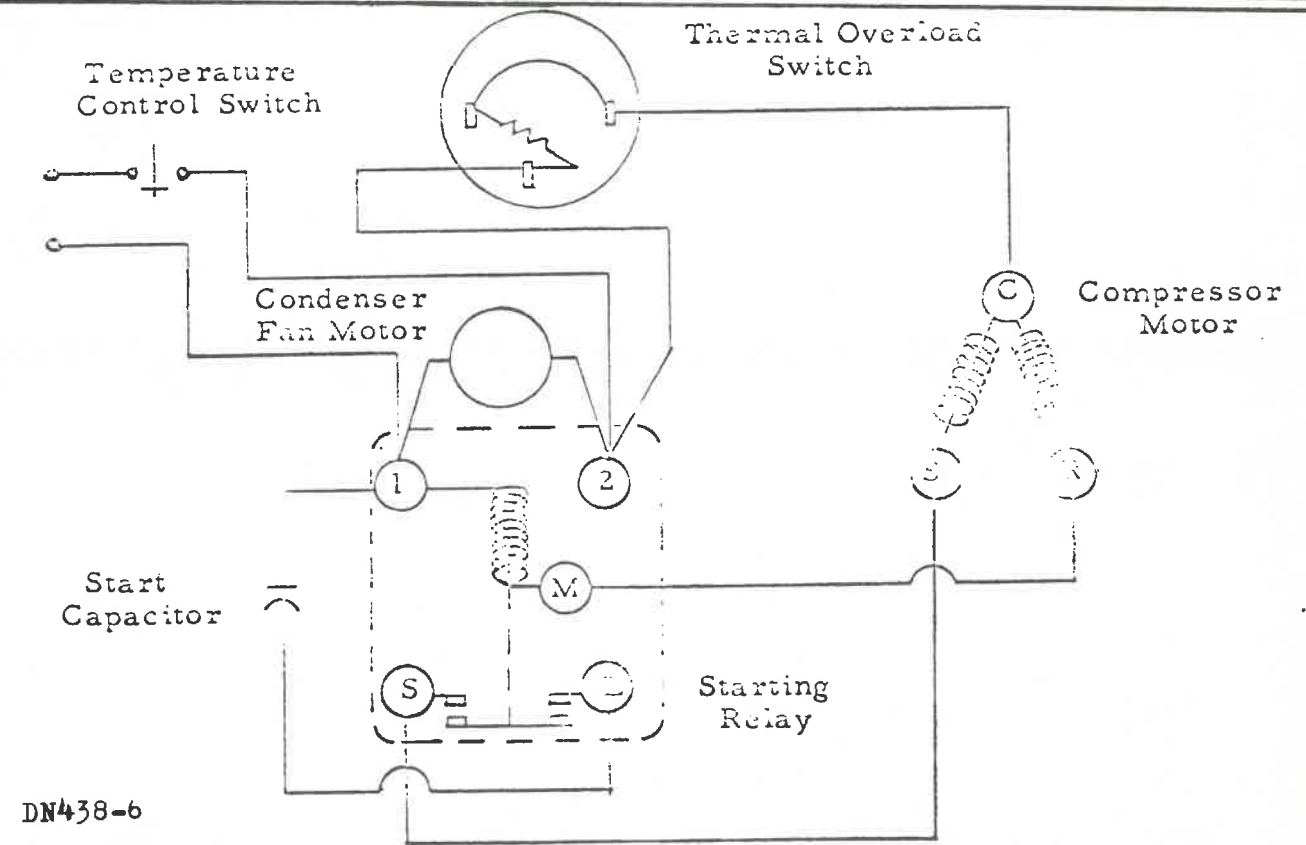 Thermal Overload
Switch
Temperature
Control Switch
Condenser
Fan Motor
C
Compressor
Motor
1
2
S
R
Start
Capacitor
M
S
Starting
Relay
DN438-6